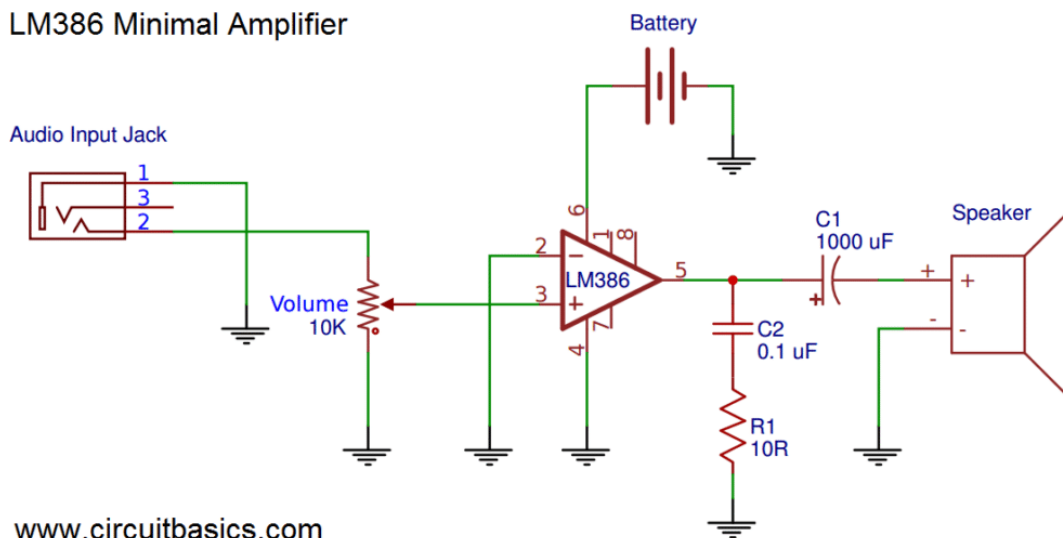 LM386 Minimal Amplifier
Battery
Audio Input Jack
1
3
2
Volume
10K
6
1
8
2
3
LM386
5
7
4
C1
1000 uF
+
C2
0.1 uF
R1
10R
Speaker
+
+
-
-
-
+
www.circuitbasics.com